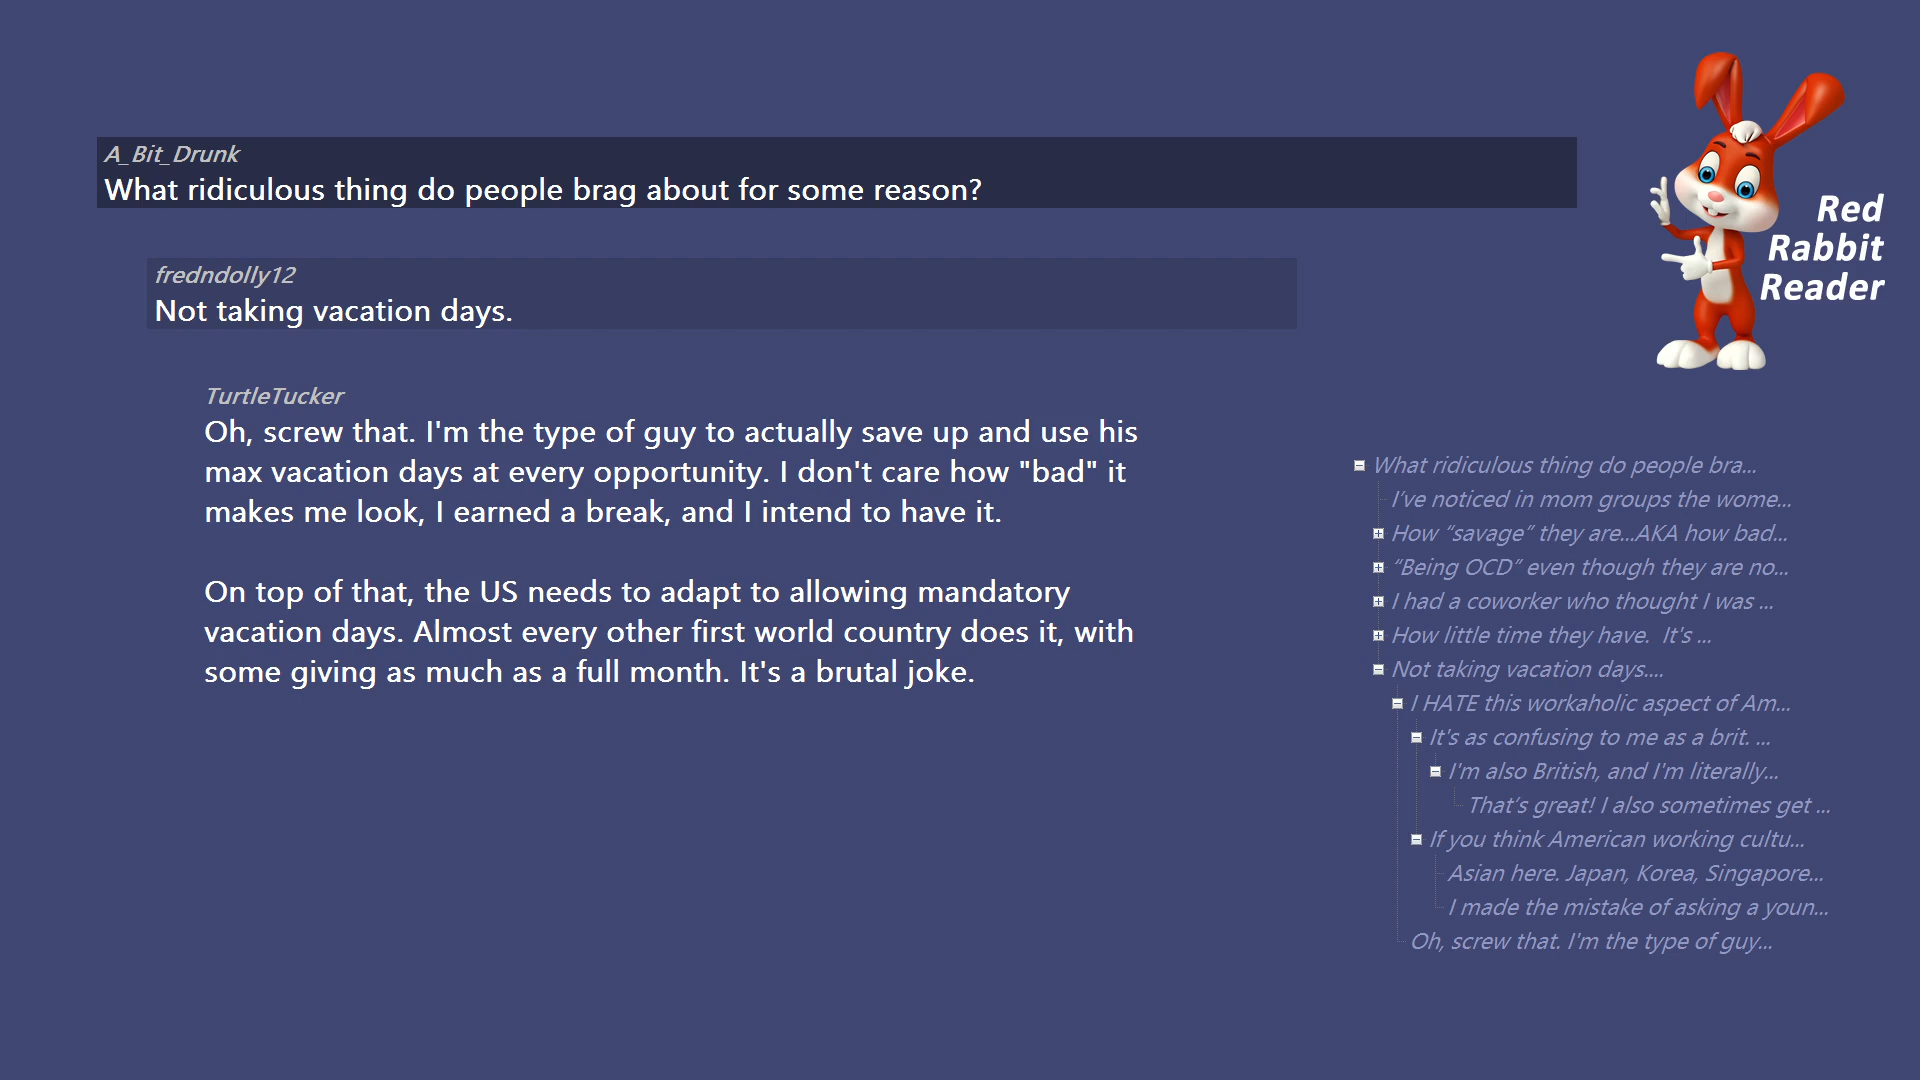 A_Bit_Drunk
What ridiculous thing do people brag about for some reason?
fredndolly12
Not taking vacation days.
TurtleTucker
Oh, screw that. I'm the type of guy to actually save up and use his
max vacation days at every opportunity. I don't care how "bad" it
makes me look, I earned a break, and I intend to have it.
On top of that, the US needs to adapt to allowing mandatory
vacation days. Almost every other first world country does it, with
some giving as much as a full month. It's a brutal joke.
Red
Rabbit
Reader
What ridiculous thing do people bra...
I’ve noticed in mom groups the wome...
How “savage” they are...AKA how bad...
“Being OCD” even though they are no...
I had a coworker who thought I was ...
How little time they have.  It’s ...
Not taking vacation days....
I HATE this workaholic aspect of Am...
It's as confusing to me as a brit. ...
I'm also British, and I'm literally...
That’s great! I also sometimes get ...
If you think American working cultu...
Asian here. Japan, Korea, Singapore...
I made the mistake of asking a youn...
Oh, screw that. I'm the type of guy...